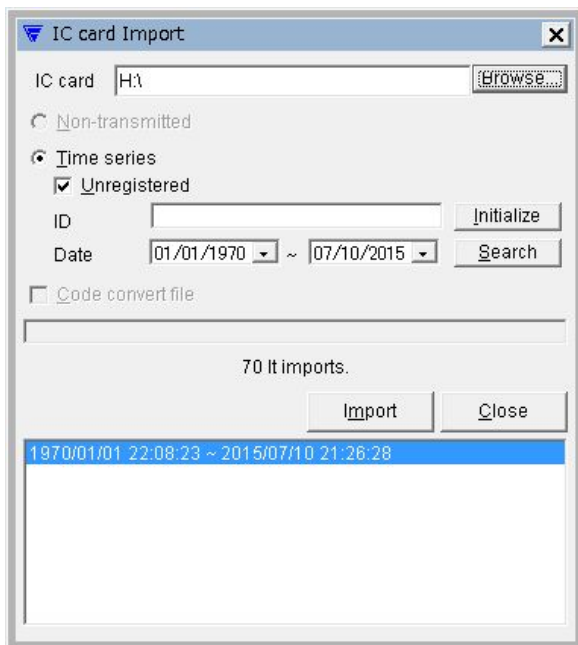 IC card Import
IC card H:\ Browse...
Non-transmitted
Time series
Unregistered
ID Initialize
Date 01/01/1970 ~ 07/10/2015 Search
Code convert file
70 It imports.
Import Close
1970/01/01 22:08:23 ~ 2015/07/10 21:26:28